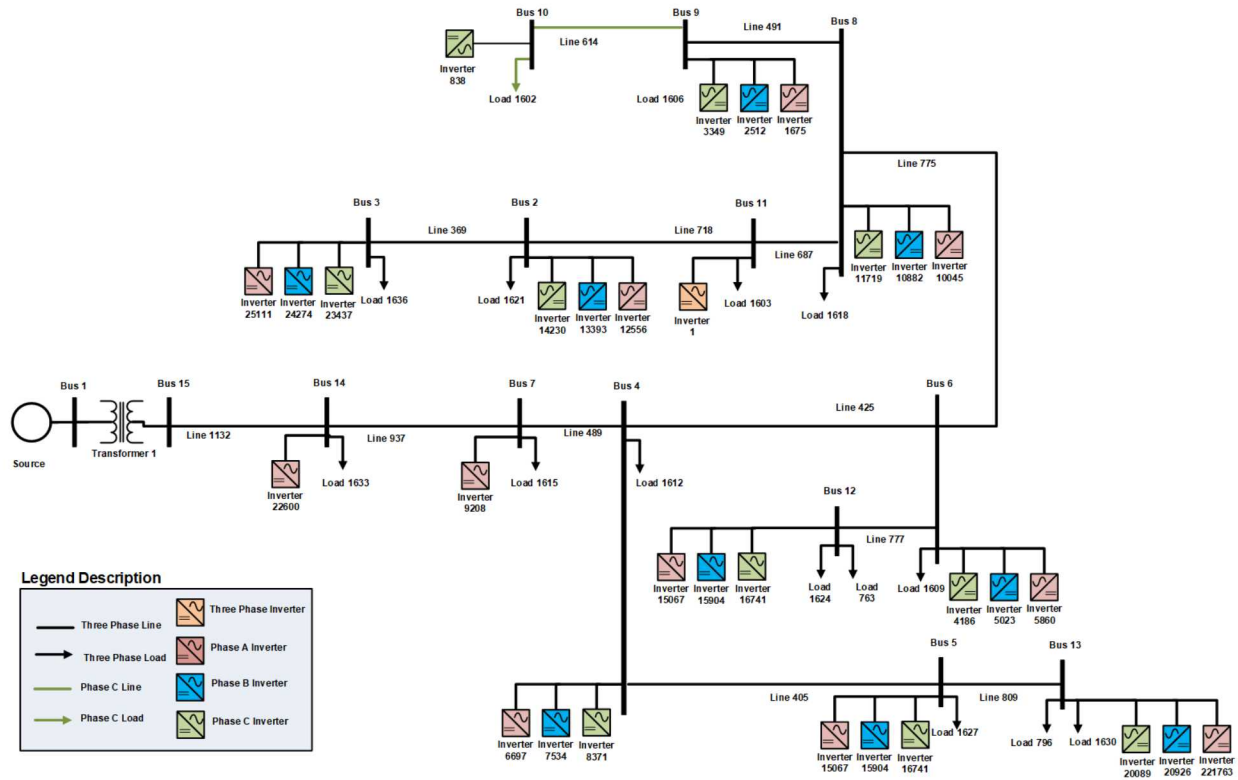 Bus 10
Bus 9
Bus 8
Line 614
Line 491
Inverter
838
Load 1602
Load 1606
Inverter
3349
Inverter
2512
Inverter
1675
Line 775
Bus 3
Bus 2
Bus 11
Line 369
Line 718
Line 687
Inverter
25111
Inverter
24274
Inverter
23437
Load 1636
Load
1621
Inverter
14230
Inverter
13393
Inverter
12556
Inverter
1
Load 1603
Load 1618
Inverter
11719
Inverter
10882
Inverter
10045
Bus 1
Bus 15
Bus 14
Bus 7
Bus 4
Bus 6
Source
Transformer 1
Line 1132
Line 937
Line 489
Line 425
Inverter
22600
Load 1633
Inverter
9208
Load 1615
Load 1612
Bus 12
Line 777
Inverter
15067
Inverter
15904
Inverter
16741
Load
1624
Load
763
Load 1609
Inverter
4186
Inverter
5023
Inverter
5860
Bus 5
Bus 13
Line 405
Line 809
Inverter
6697
Inverter
7534
Inverter
8371
Inverter
15067
Inverter
15904
Inverter
16741
Load 1627
Load 796
Load 1630
Inverter
20089
Inverter
20926
Inverter
221763
Legend Description
Three Phase Line
Three Phase Load
Phase C Line
Phase C Load
Three Phase Inverter
Phase A Inverter
Phase B Inverter
Phase C Inverter